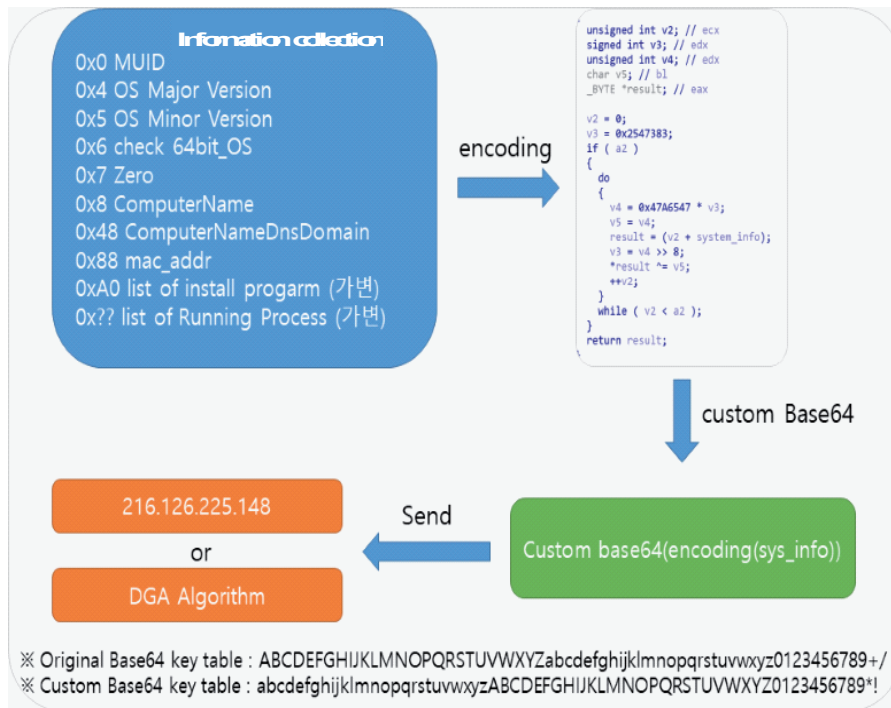 Infomation collection
0x0 MUID
0x4 OS Major Version
0x5 OS Minor Version
0x6 check 64bit_OS
0x7 Zero
0x8 ComputerName
0x48 ComputerNameDnsDomain
0x88 mac_addr
0xA0 list of install progarm (가변)
0x?? list of Running Process (가변)
encoding
unsigned int v2; // ecx
signed int v3; // edx
unsigned int v4; // edx
char v5; // bl
_BYTE *result; // eax
v2 = 0;
v3 = 0x2547383;
if ( a2 )
{
do
{
v4 = 0x47A6547 * v3;
v5 = v4;
result = (v2 + system_info);
v3 = v4 >> 8;
*result ^= v5;
++v2;
}
while ( v2 < a2 );
}
return result;
custom Base64
Custom base64(encoding(sys_info))
Send
216.126.225.148
or
DGA Algorithm
※ Original Base64 key table : ABCDEFGHIJKLMNOPQRSTUVWXYZabcdefghijklmnopqrstuvwxyz0123456789+/
※ Custom Base64 key table : abcdefghijklmnopqrstuvwxyzABCDEFGHIJKLMNOPQRSTUVWXYZ0123456789*!